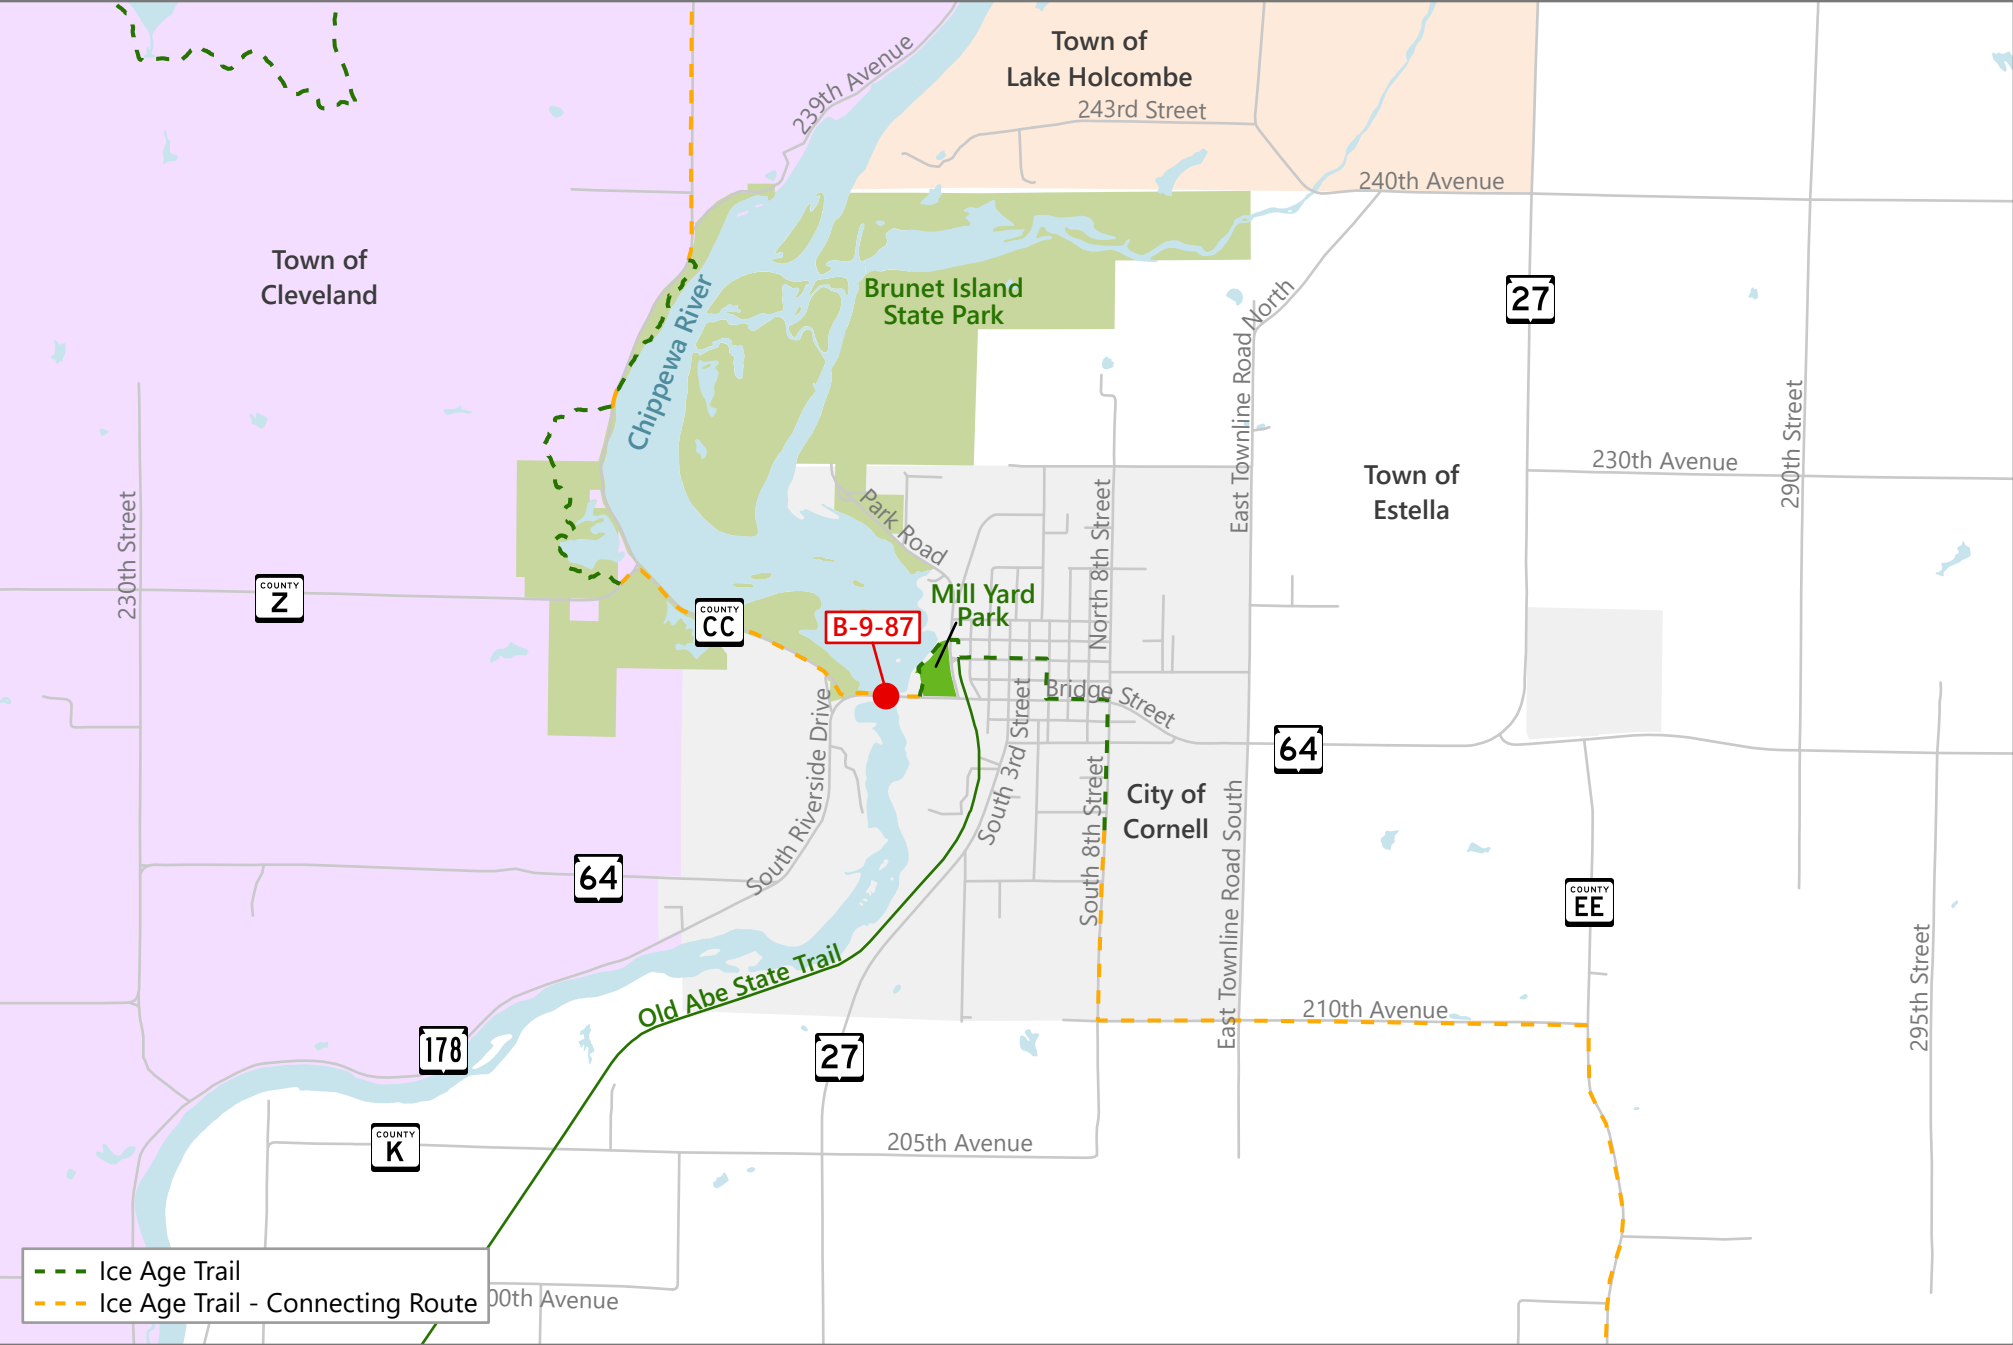 Town of
Lake Holcombe
239th Avenue
243rd Street
240th Avenue
Town of
Cleveland
Chippewa River
Brunet Island
State Park
27
East Townline Road North
290th Street
230th Avenue
Town of
Estella
230th Street
Park Road
North 8th Street
COUNTY
Z
COUNTY
CC
Mill Yard
Park
B-9-87
Bridge Street
64
South Riverside Drive
South 3rd Street
South 8th Street
City of
Cornell
East Townline Road South
64
COUNTY
EE
295th Street
Old Abe State Trail
210th Avenue
178
27
COUNTY
K
205th Avenue
Ice Age Trail
Ice Age Trail - Connecting Route
00th Avenue